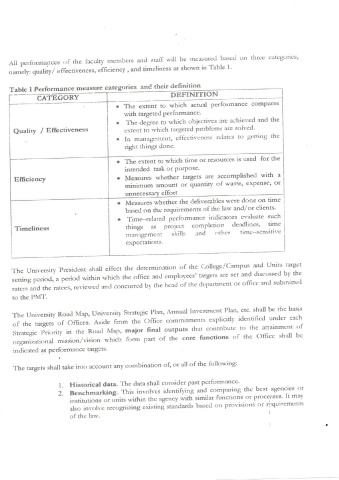 All performances of the faculty members and staff will be measured based on three categories,
namely: quality/ effectiveness, efficiency , and timeliness as shown in Table 1.
Table 1 Performance measure categories and their definition
CATEGORY DEFINITION
Quality / Effectiveness
• The extent to which actual performance compares
with targeted performance.
• The degree to which objectives are achieved and the
extent to which targeted problems are solved.
• In management, effectiveness relates to getting the
right things done.
Efficiency
• The extent to which time or resources is used for the
intended task or purpose.
• Measures whether targets are accomplished with a
minimum amount or quantity of waste, expense, or
unnecessary effort
Timeliness
• Measures whether the deliverables were done on time
based on the requirements of the law and/or clients.
• Time-related performance indicators evaluate such
things as project completion deadlines, time
management skills and other time-sensitive
expectations.
The University President shall effect the determination of the College/Campus and Units target
setting period, a period within which the office and employees' targets are set and discussed by the
raters and the ratees, reviewed and concurred by the head of the department or office and submitted
to the PMT.
The University Road Map, University Strategic Plan, Annual Investment Plan, etc. shall be the basis
of the targets of Offices. Aside from the Office commitments explicitly identified under each
Strategic Priority in the Road Map, major final outputs that contribute to the attainment of
organizational mission/vision which form part of the core functions of the Office shall be
indicated as performance targets.
The targets shall take into account any combination of, or all of the following:
1. Historical data. The data shall consider past performance.
2. Benchmarking. This involves identifying and comparing the best agencies or
institutions or units within the agency with similar functions or processes. It may
also involve recognizing existing standards based on provisions or requirements
of the law.